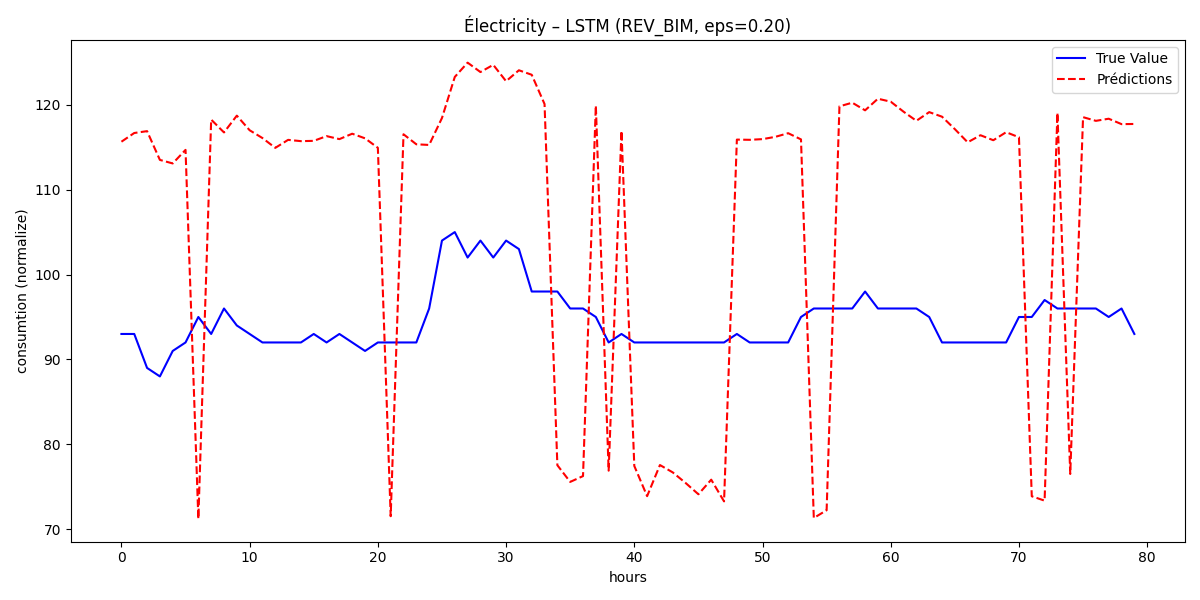 Électricity – LSTM (REV_BIM, eps=0.20)
True Value
Prédictions
consumtion (normalize)
120
110
100
90
80
70
0 10 20 30 40 50 60 70 80
hours